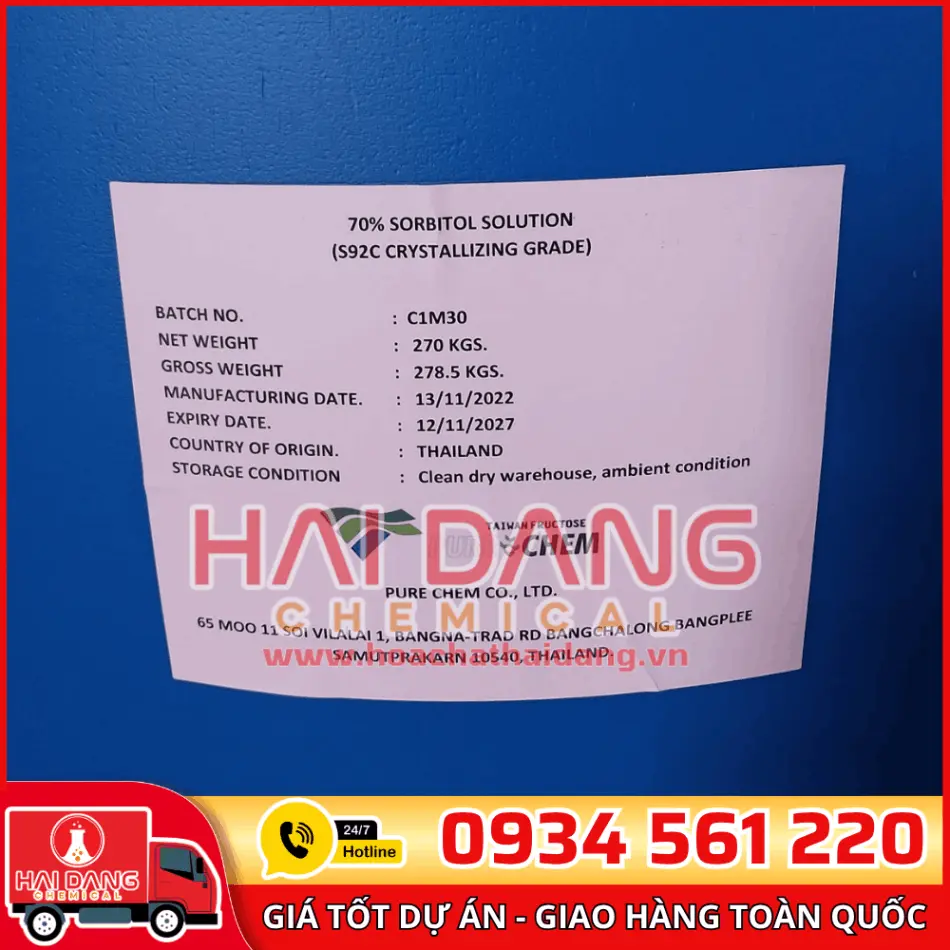 70% SORBITOL SOLUTION
(S92C CRYSTALLIZING GRADE)
BATCH NO. : C1M30
NET WEIGHT : 270 KGS.
GROSS WEIGHT : 278.5 KGS.
MANUFACTURING DATE. : 13/11/2022
EXPIRY DATE. : 12/11/2027
COUNTRY OF ORIGIN. : THAILAND
STORAGE CONDITION : Clean dry warehouse, ambient condition
TAIWAN FRUCTOSE
CHEM
HAI DANG
CHEMICAL
PURE CHEM CO., LTD.
65 MOO 11 SOI VILALAI 1, BANGNA-TRAD RD BANGCHALONG BANGPLEE
SAMUTPRAKARN 10540, THAILAND.
www.hoachathaidang.vn
HAI DANG
CHEMICAL
24/7
Hotline
0934 561 220
GIÁ TỐT DỰ ÁN - GIAO HÀNG TOÀN QUỐC